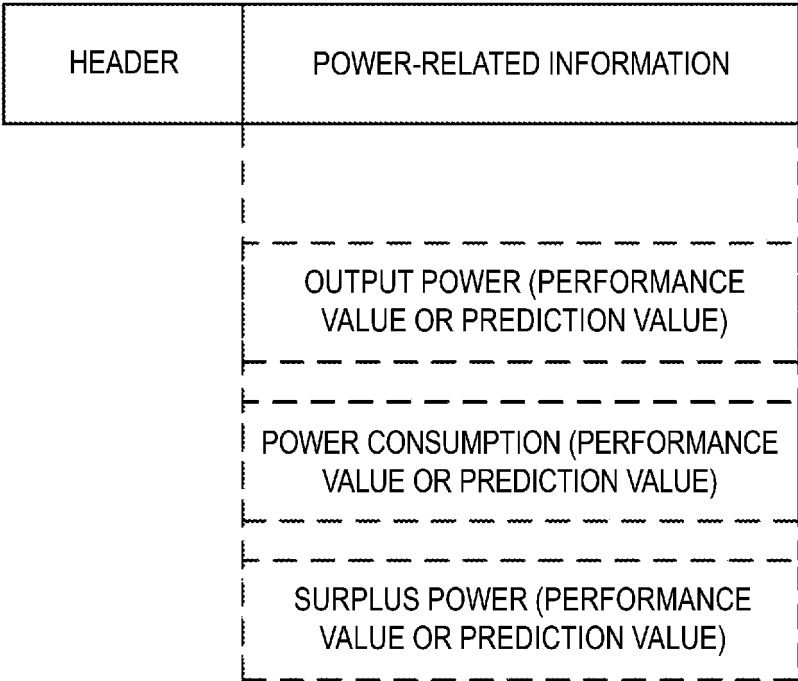 HEADER
POWER-RELATED INFORMATION
OUTPUT POWER (PERFORMANCE
VALUE OR PREDICTION VALUE)
POWER CONSUMPTION (PERFORMANCE
VALUE OR PREDICTION VALUE)
SURPLUS POWER (PERFORMANCE
VALUE OR PREDICTION VALUE)